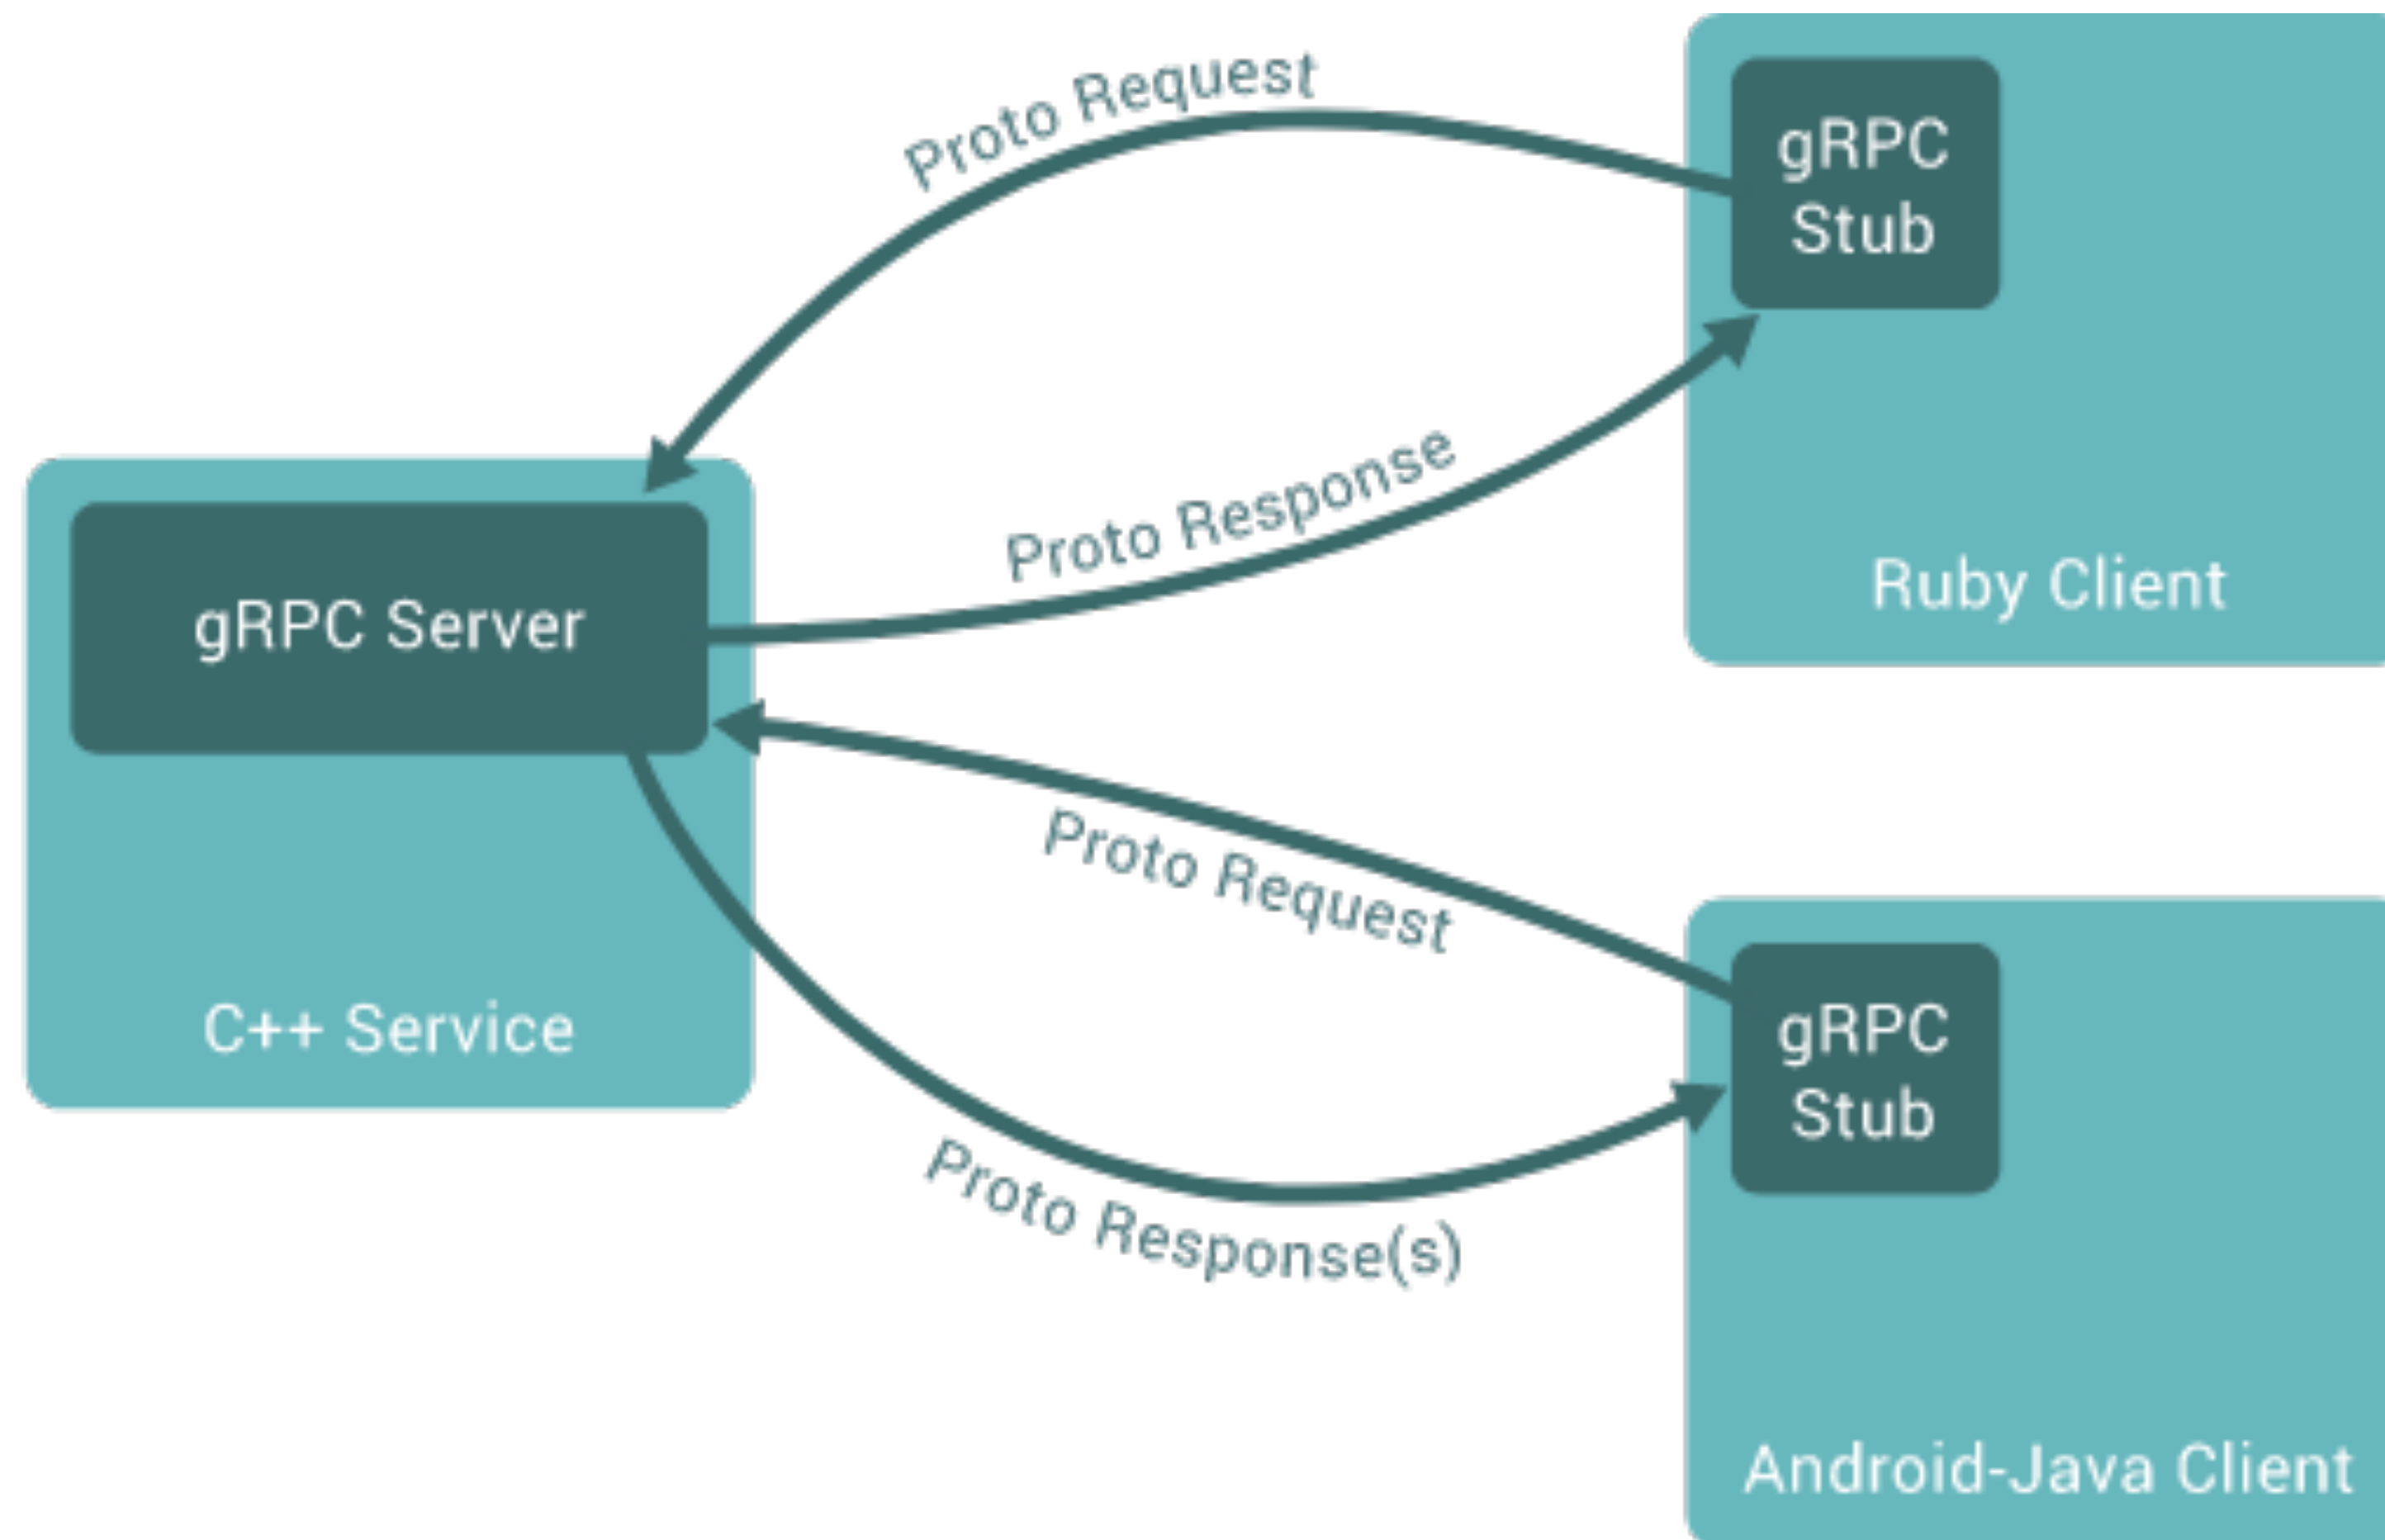 Proto Request
gRPC
Stub
Proto Response
Ruby Client
gRPC Server
C++ Service
Proto Request
gRPC
Stub
Proto Response(s)
Android-Java Client